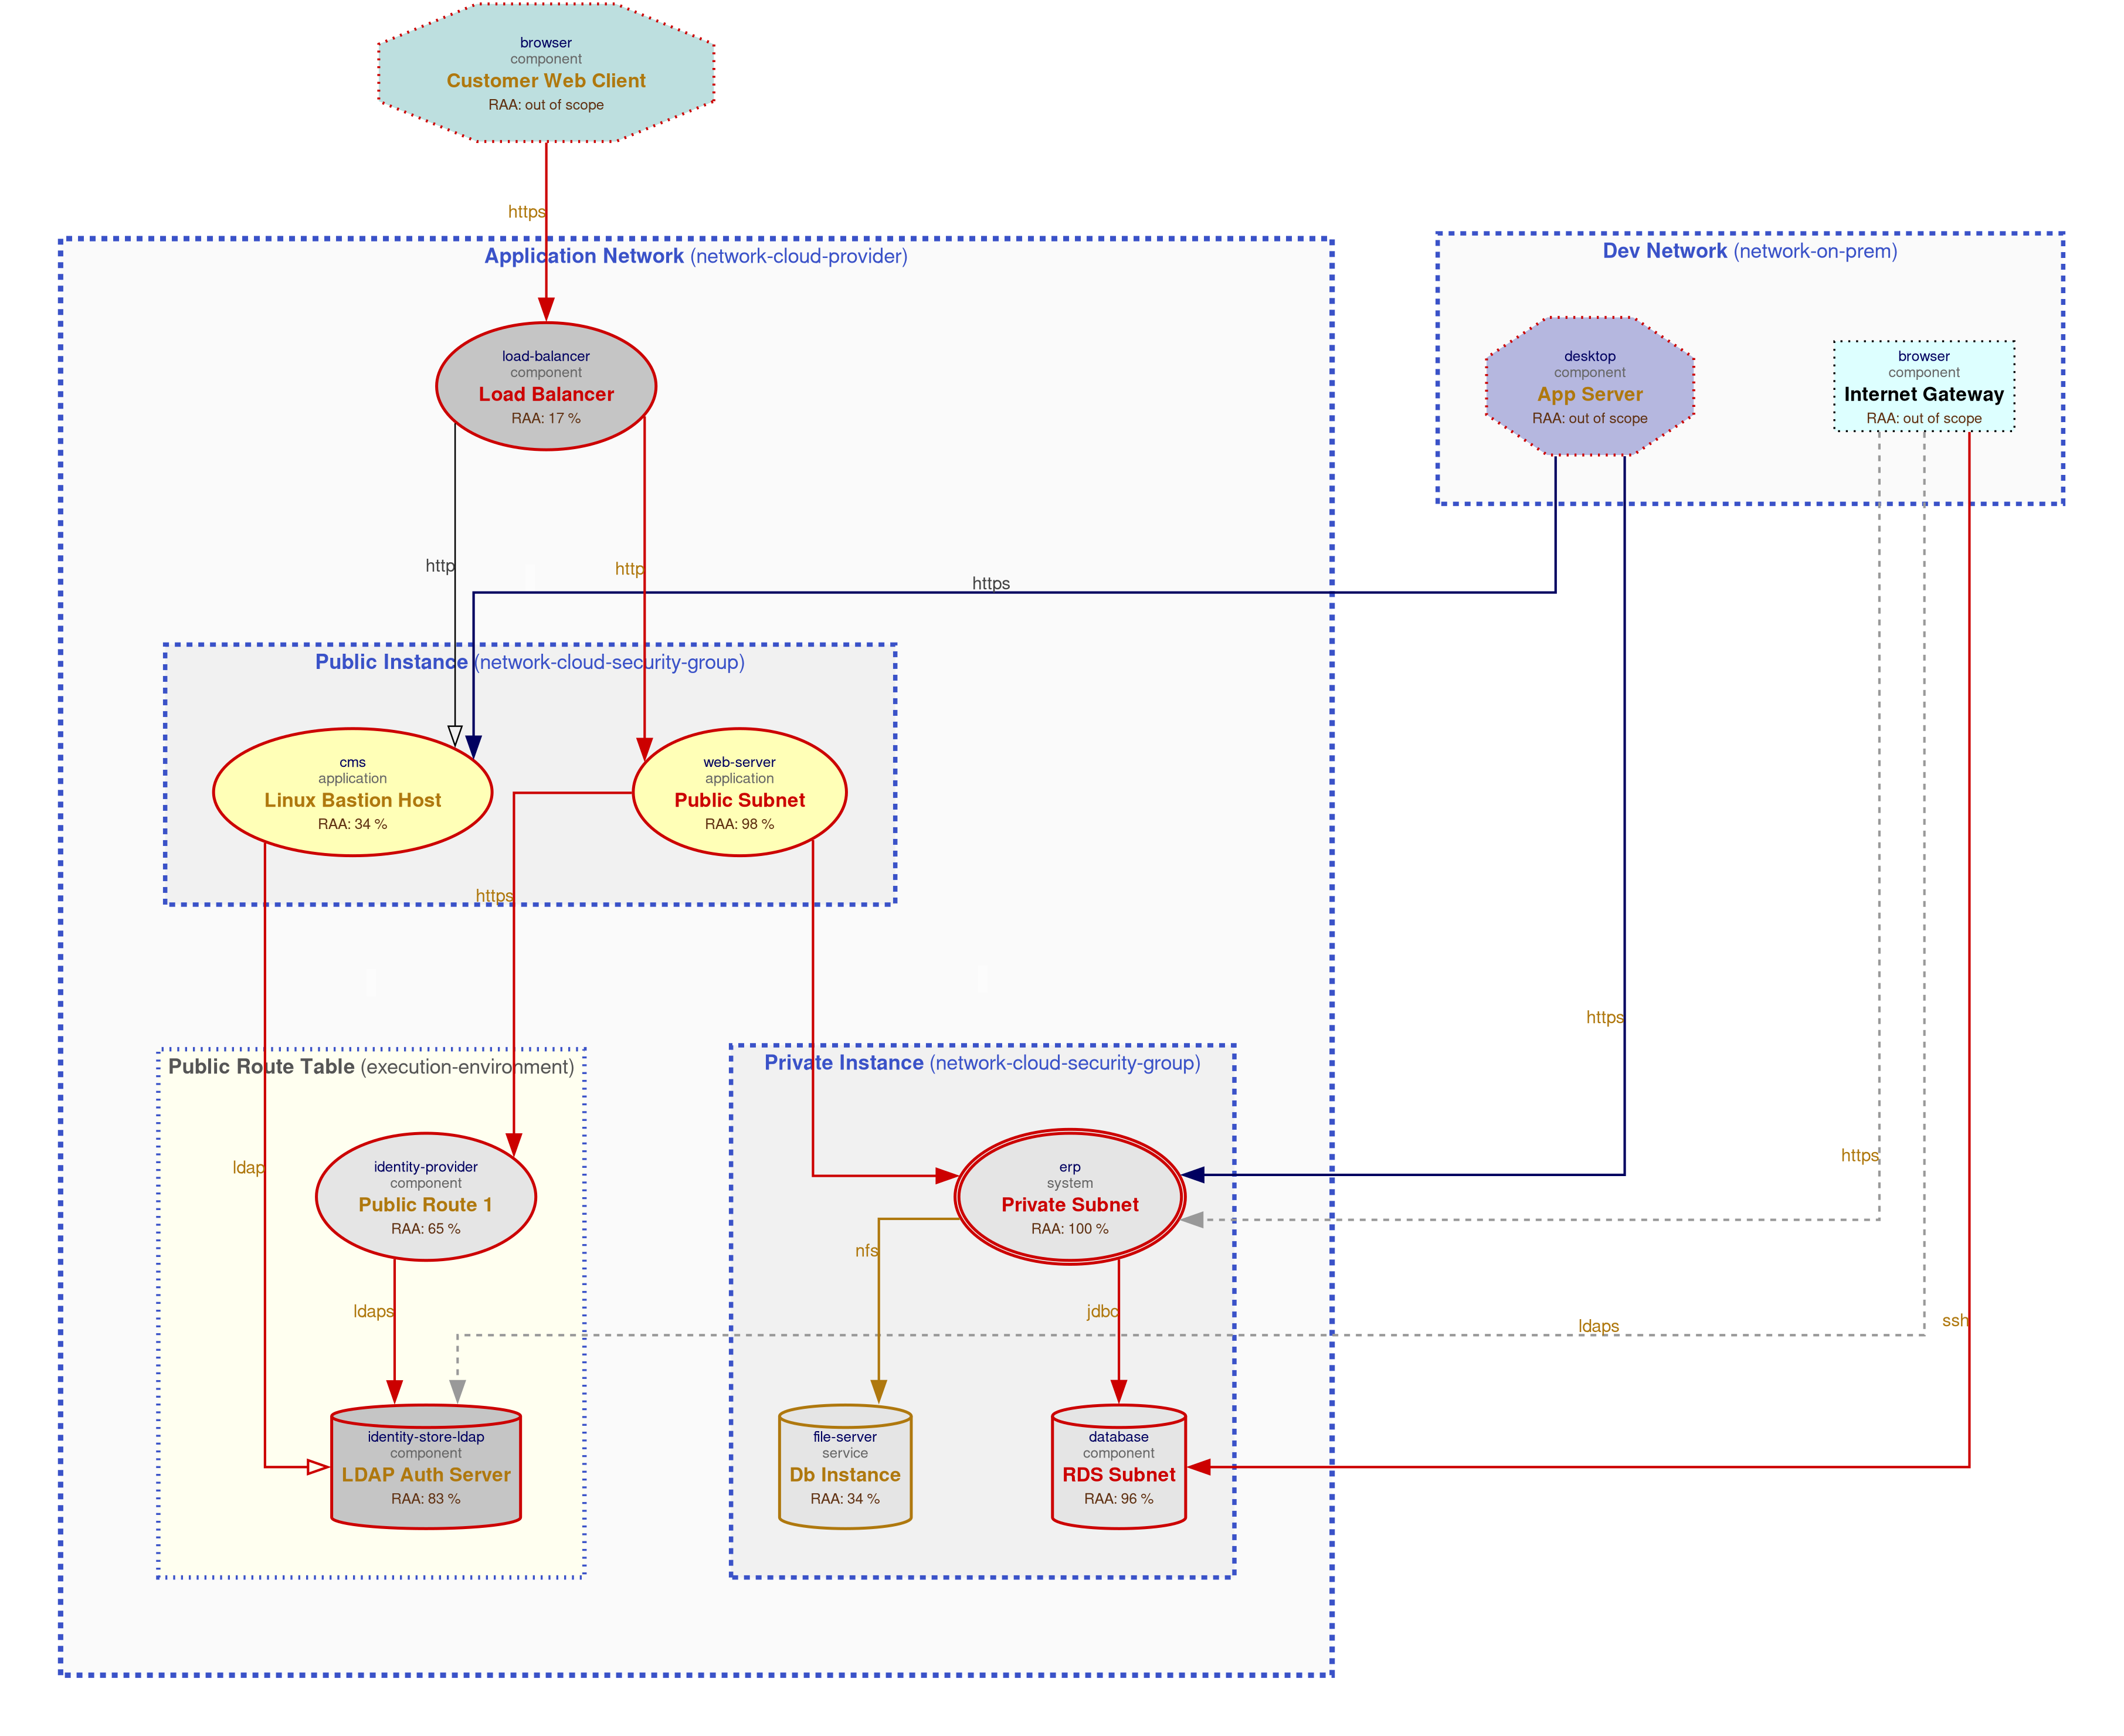 browser
component
Customer Web Client
RAA: out of scope
https
Application Network (network-cloud-provider)
Dev Network (network-on-prem)
load-balancer
component
Load Balancer
RAA: 17 %
desktop
component
App Server
RAA: out of scope
browser
component
Internet Gateway
RAA: out of scope
http
http
https
Public Instance (network-cloud-security-group)
cms
application
Linux Bastion Host
RAA: 34 %
web-server
application
Public Subnet
RAA: 98 %
https
https
Public Route Table (execution-environment)
Private Instance (network-cloud-security-group)
ldap
https
identity-provider
component
Public Route 1
RAA: 65 %
erp
system
Private Subnet
RAA: 100 %
nfs
ldaps
jdbc
ldaps
ssh
identity-store-ldap
component
LDAP Auth Server
RAA: 83 %
file-server
service
Db Instance
RAA: 34 %
database
component
RDS Subnet
RAA: 96 %